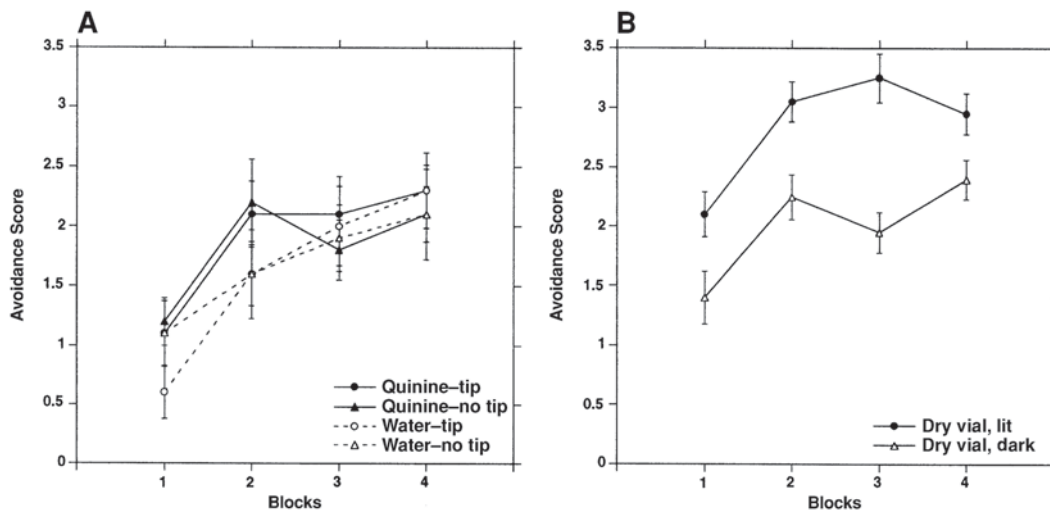 A
3.5
3
2.5
2
1.5
1
0.5
0
Avoidance Score
1 2 3 4
Blocks
Quinine–tip
Quinine–no tip
Water–tip
Water–no tip
B
3.5
3
2.5
2
1.5
1
0.5
0
Avoidance Score
1 2 3 4
Blocks
Dry vial, lit
Dry vial, dark